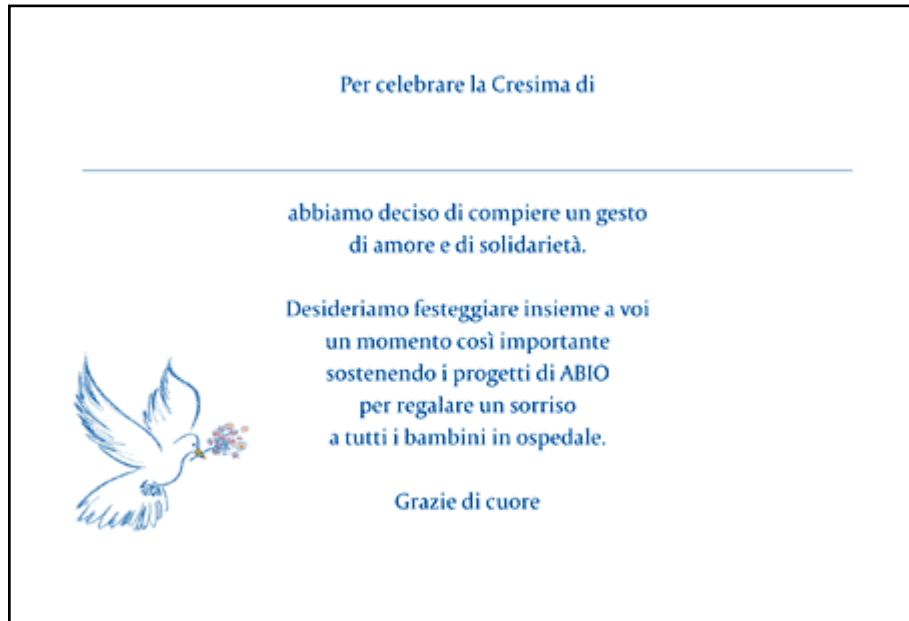 Per celebrare la Cresima di
abbiamo deciso di compiere un gesto
di amore e di solidarietà.
Desideriamo festeggiare insieme a voi
un momento così importante
sostenendo i progetti di ABIO
per regalare un sorriso
a tutti i bambini in ospedale.
Grazie di cuore